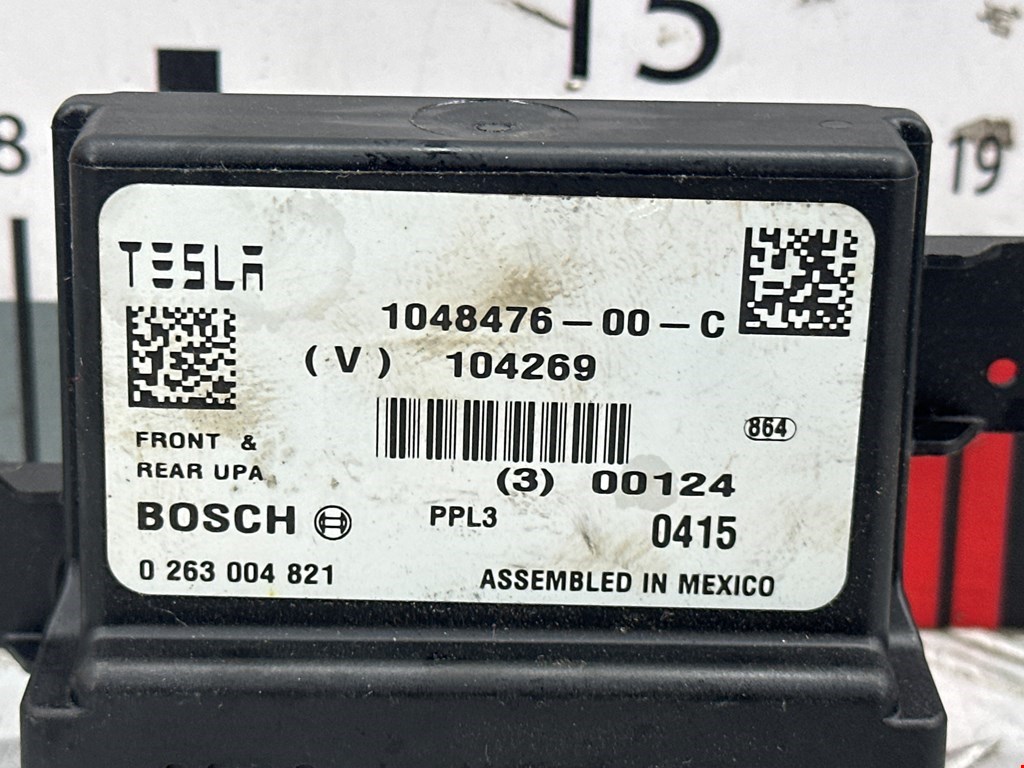 15
8
19
TESLA
1048476-00-C
(V) 104269
864
FRONT &
REAR UPA
(3) 00124
BOSCH
PPL3
0415
0 263 004 821
ASSEMBLED IN MEXICO